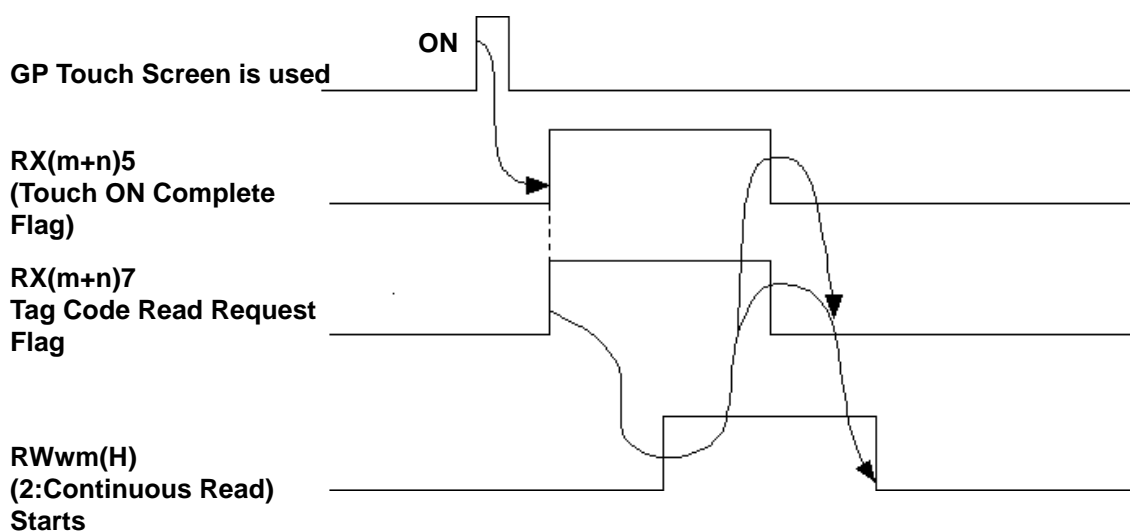 ON
GP Touch Screen is used
RX(m+n)5
(Touch ON Complete
Flag)
RX(m+n)7
Tag Code Read Request
Flag
RWwm(H)
(2:Continuous Read)
Starts